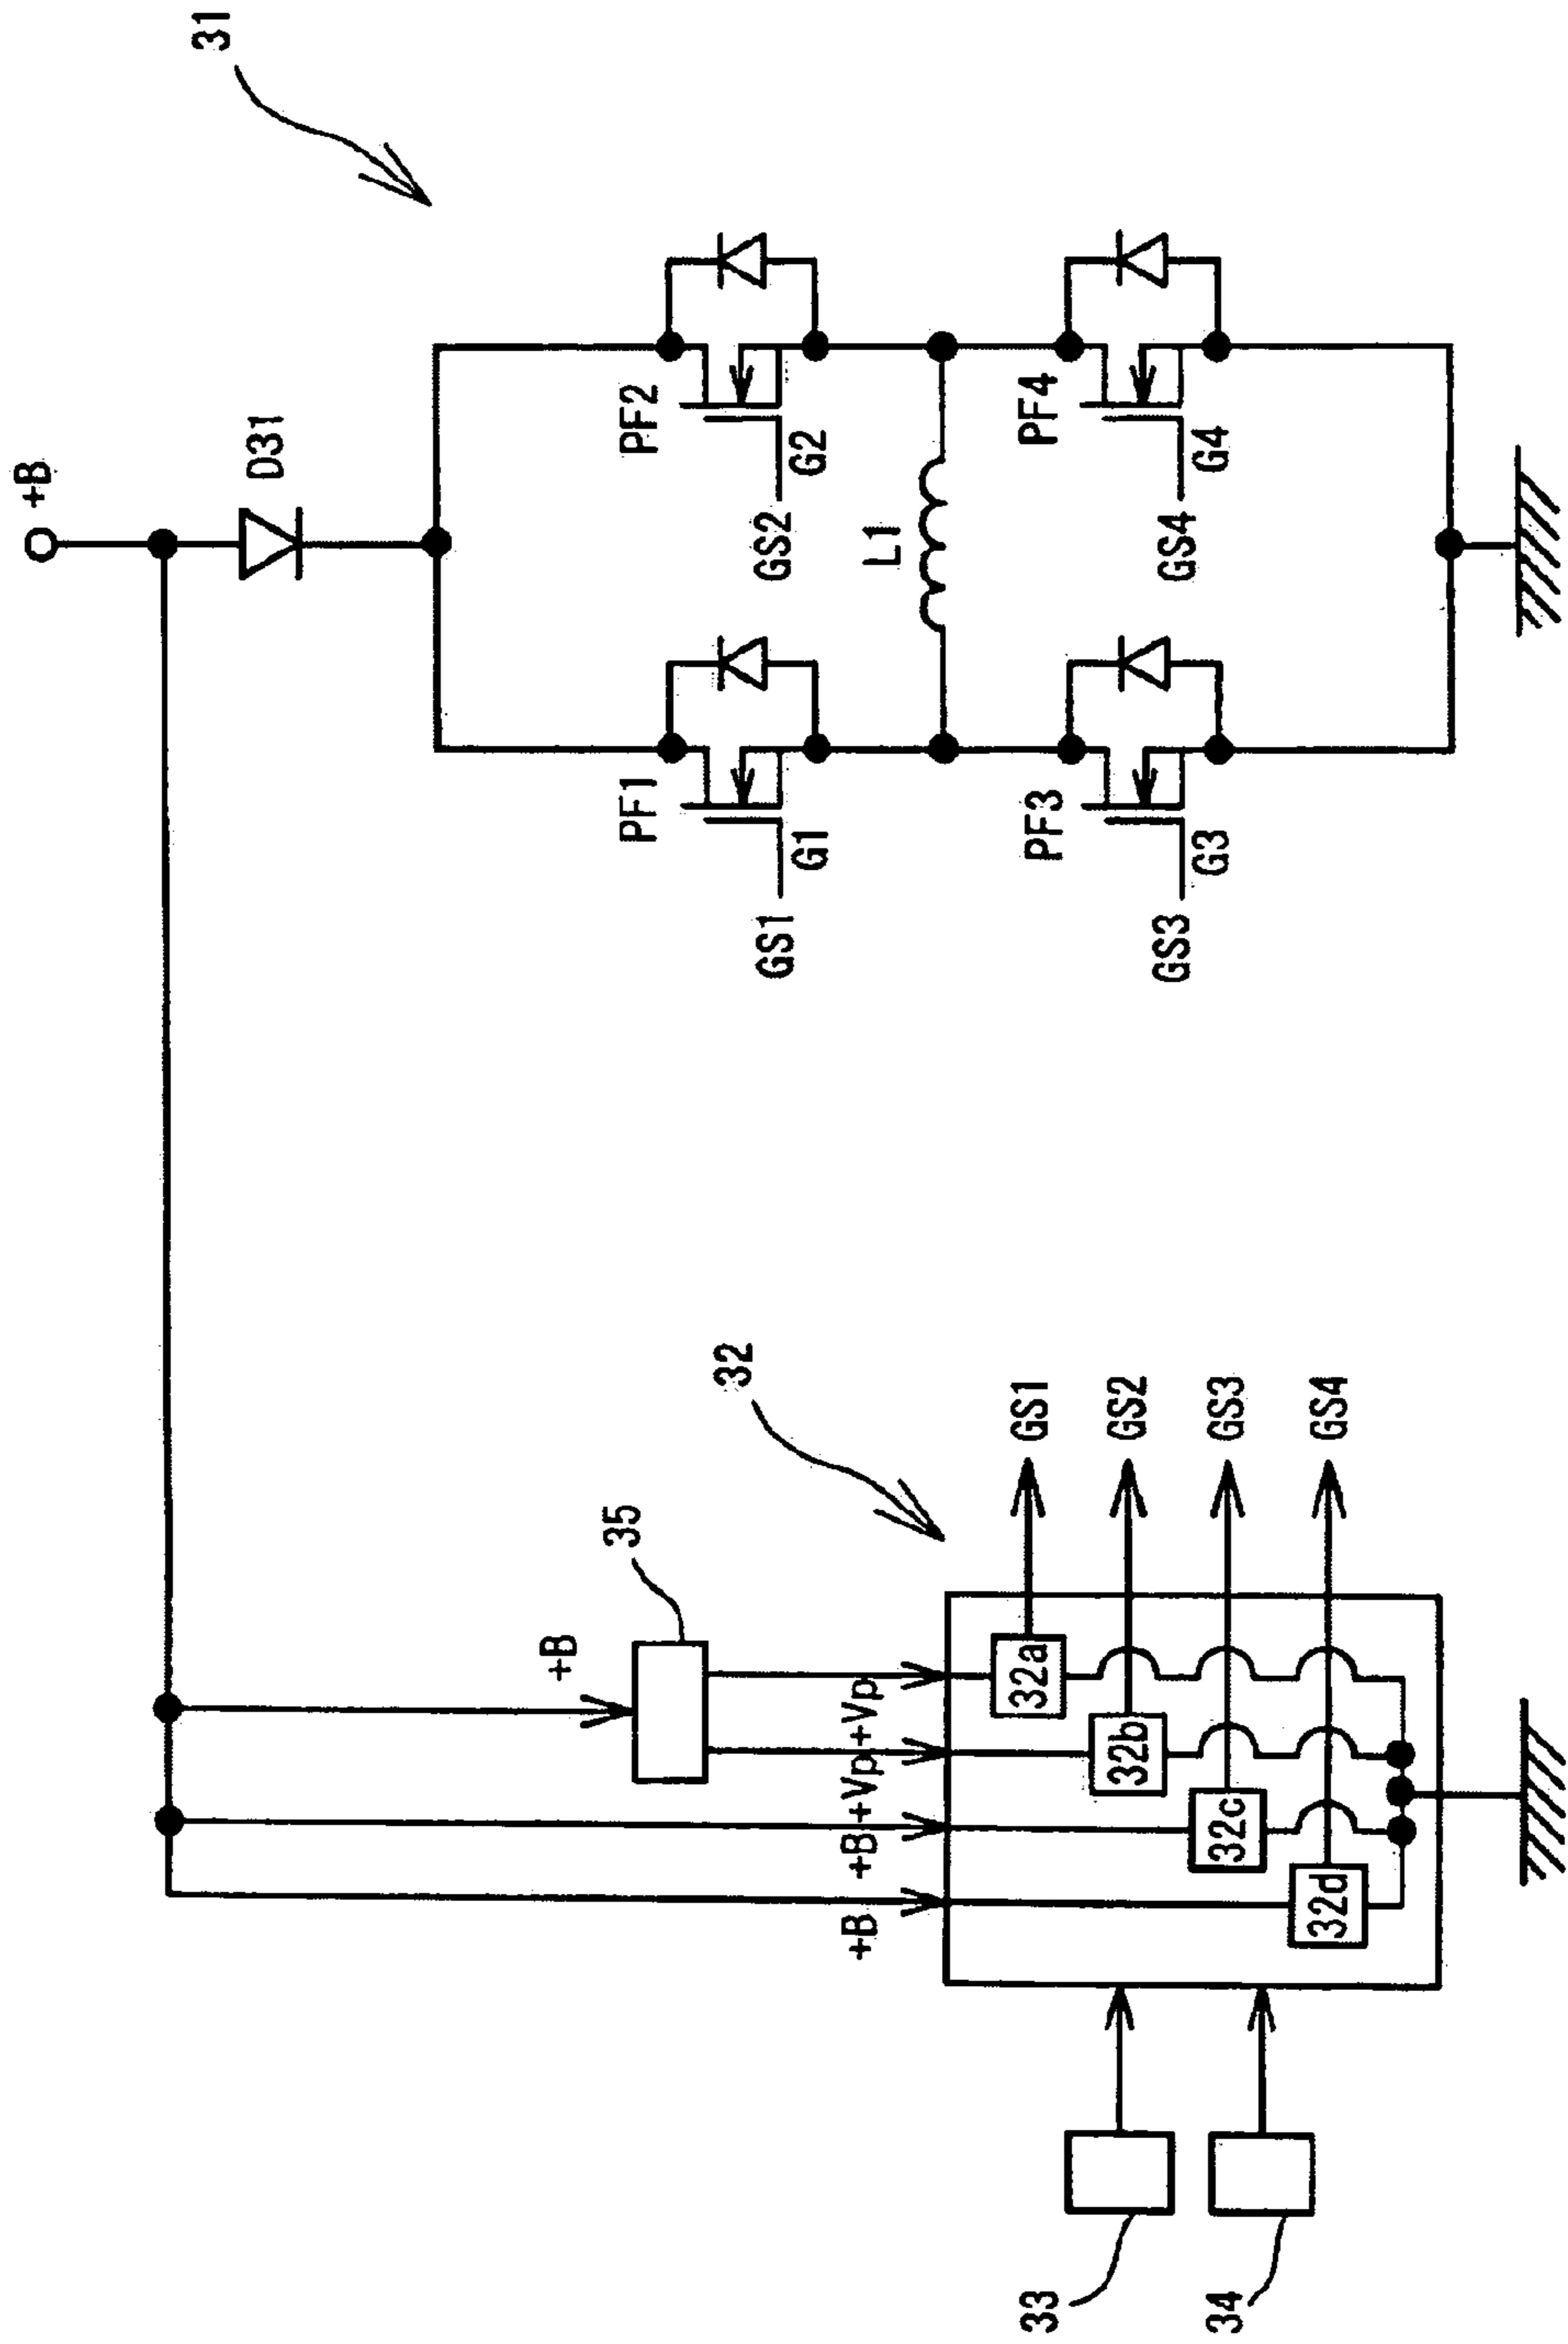 31
+B
D31
PF2
G2
GS2
PF4
G4
GS4
L1
PF1
G1
GS1
PF3
G3
GS3
32
35
+B
+Vp
+Vp
+B
+B
32a
32b
32c
32d
GS1
GS2
GS3
GS4
33
34